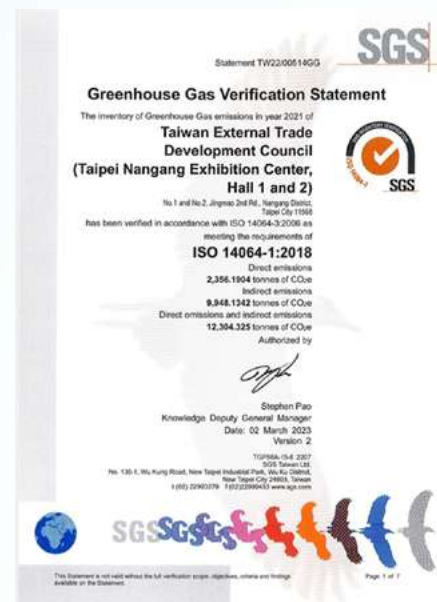 SGS
Statement TW22/00514GG
Greenhouse Gas Verification Statement
The inventory of Greenhouse Gas emissions in year 2021 of
Taiwan External Trade
Development Council
(Taipei Nangang Exhibition Center,
Hall 1 and 2)
No.1 and No.2, Jingmao 2nd Rd., Nangang District,
Taipei City 11568
has been verified in accordance with ISO 14064-3:2006 as
meeting the requirements of
ISO 14064-1:2018
Direct emissions
2,356.1904 tonnes of CO₂e
Indirect emissions
9,948.1342 tonnes of CO₂e
Direct emissions and indirect emissions
12,304.325 tonnes of CO₂e
Authorized by
SGS
Stephen Pao
Knowledge Deputy General Manager
Date: 02 March 2023
Version 2
SGS Taiwan Ltd.
No. 136-1, Wu Kung Road, New Taipei Industrial Park, Wu Ku District,
New Taipei City 24803, Taiwan
www.sgs.com
SGS SGS SGS SGS
This Statement is not valid without the full verification scope, objectives, criteria and findings
available on the Statement.
Page 1 of 7